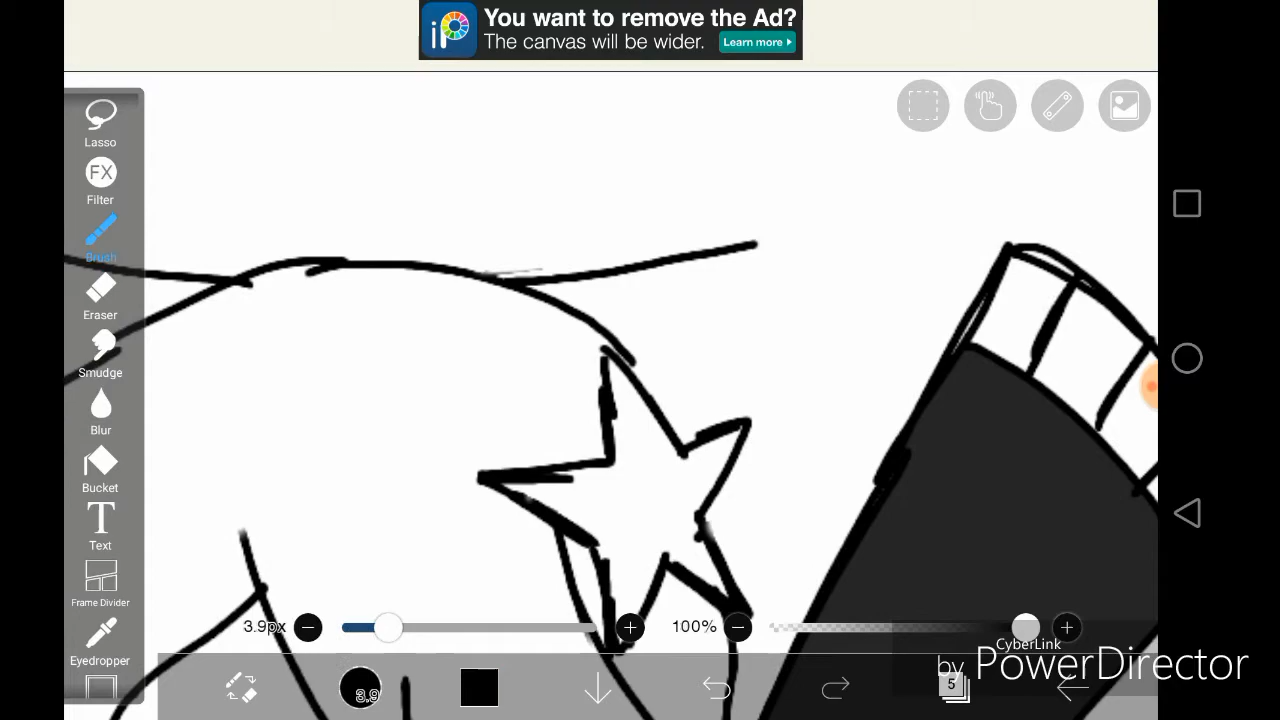 iP
You want to remove the Ad?
The canvas will be wider.
Learn more
Lasso
FX
Filter
Brush
Eraser
Smudge
Blur
Bucket
T
Text
Frame Divider
Eyedropper
3.9px
100%
3.9
5
CyberLink
by PowerDirector